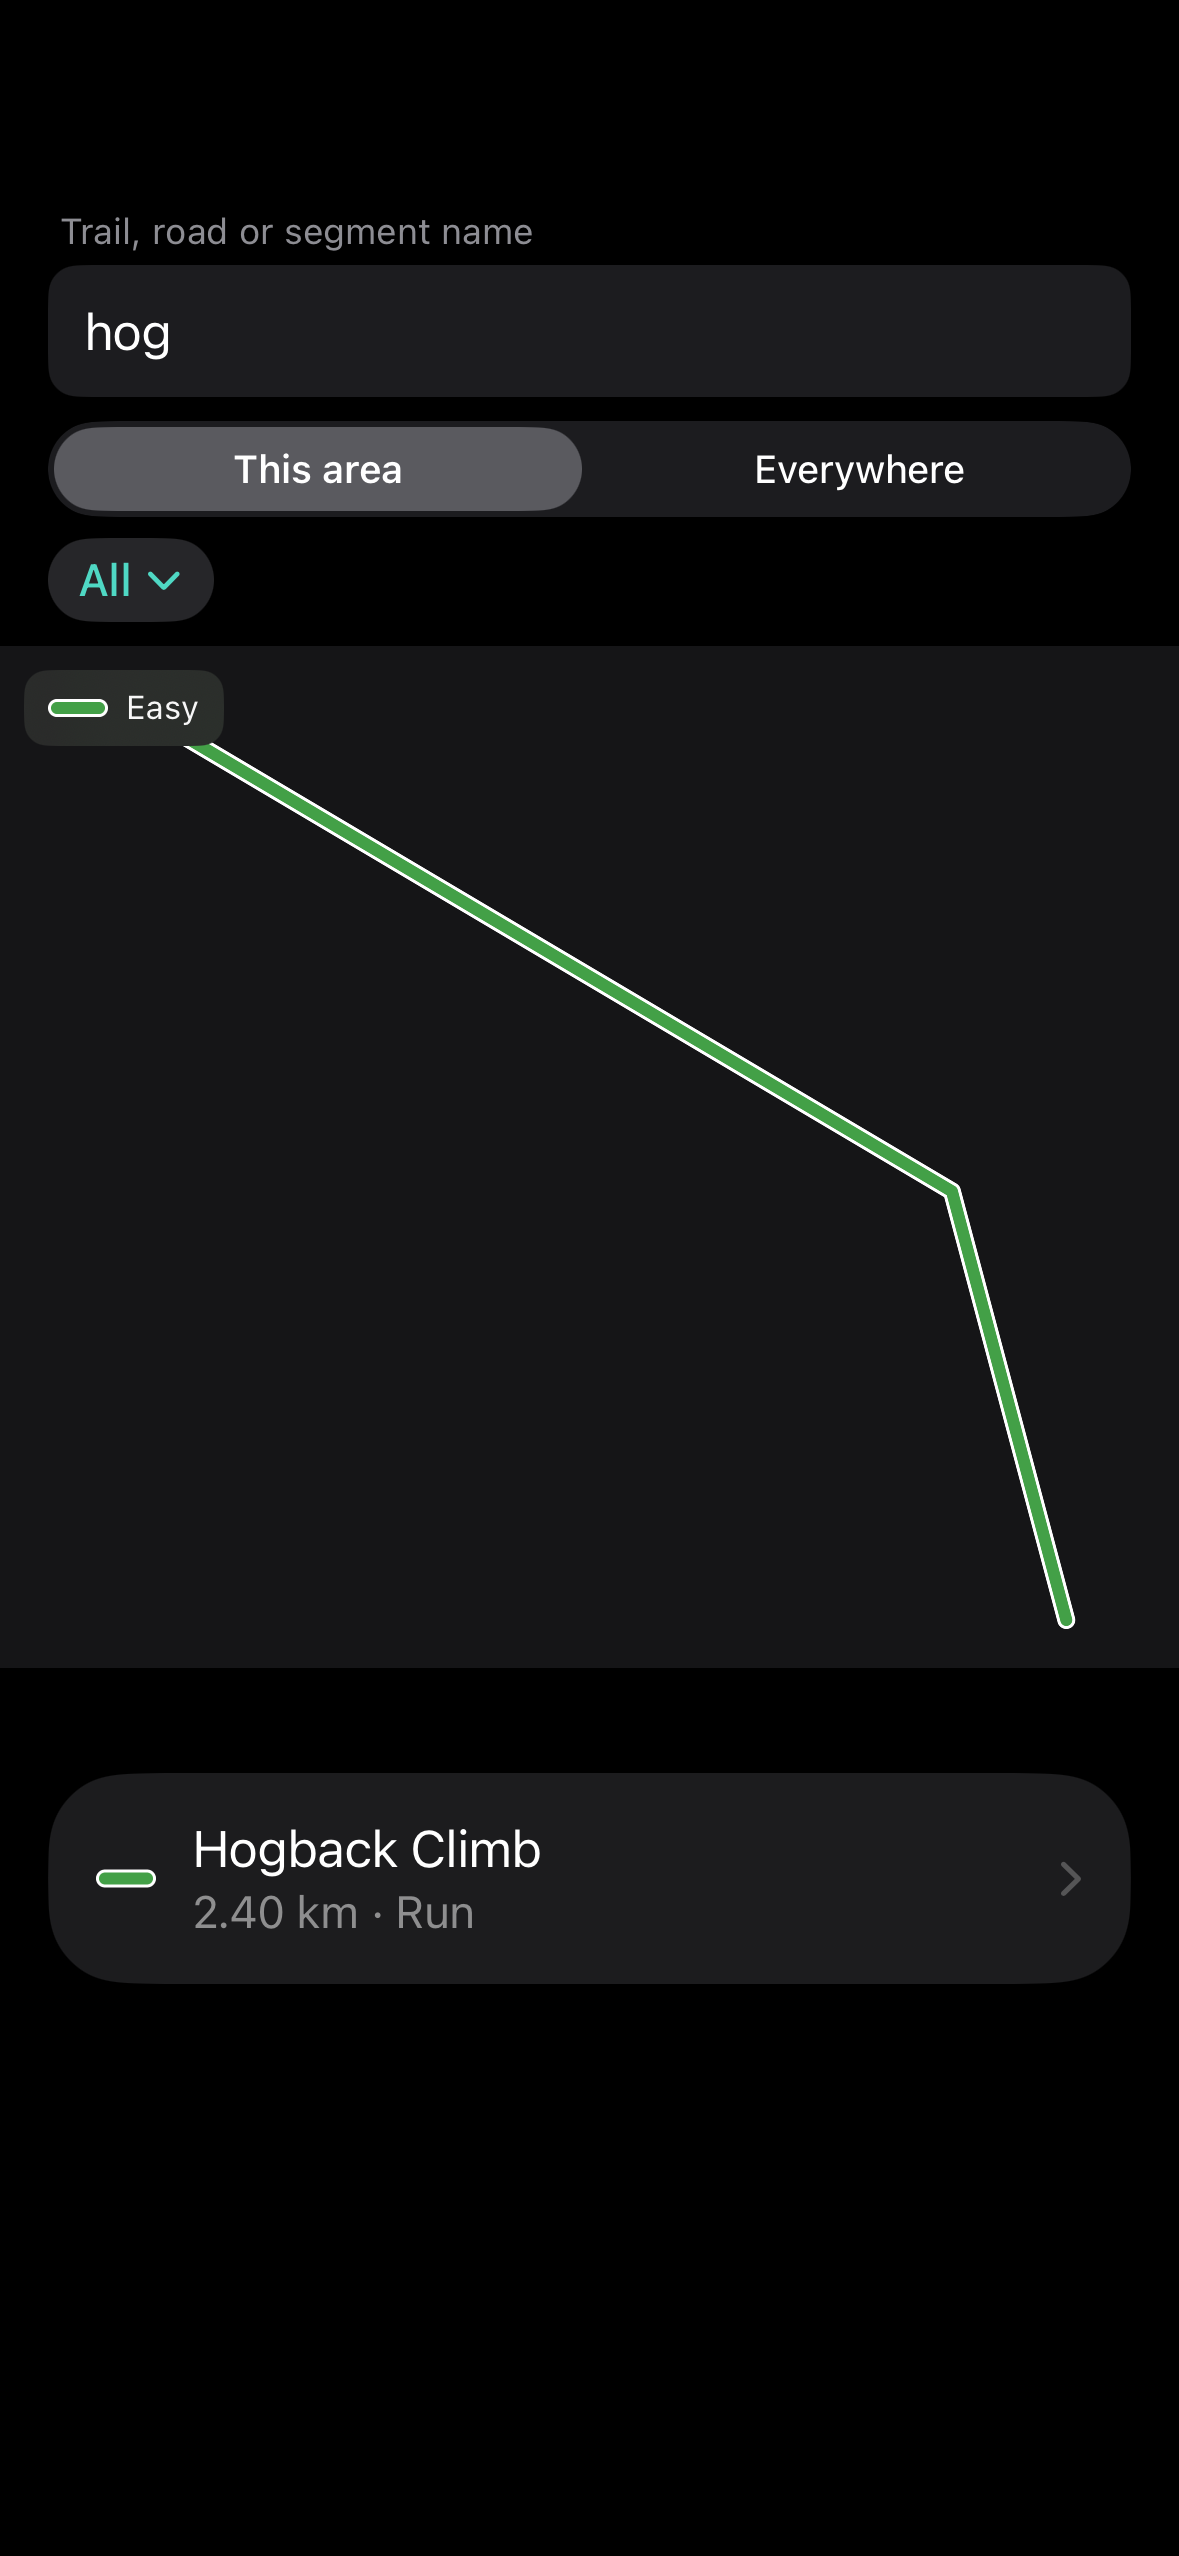 Trail, road or segment name
hog
This area
Everywhere
All
Easy
Hogback Climb
2.40 km · Run